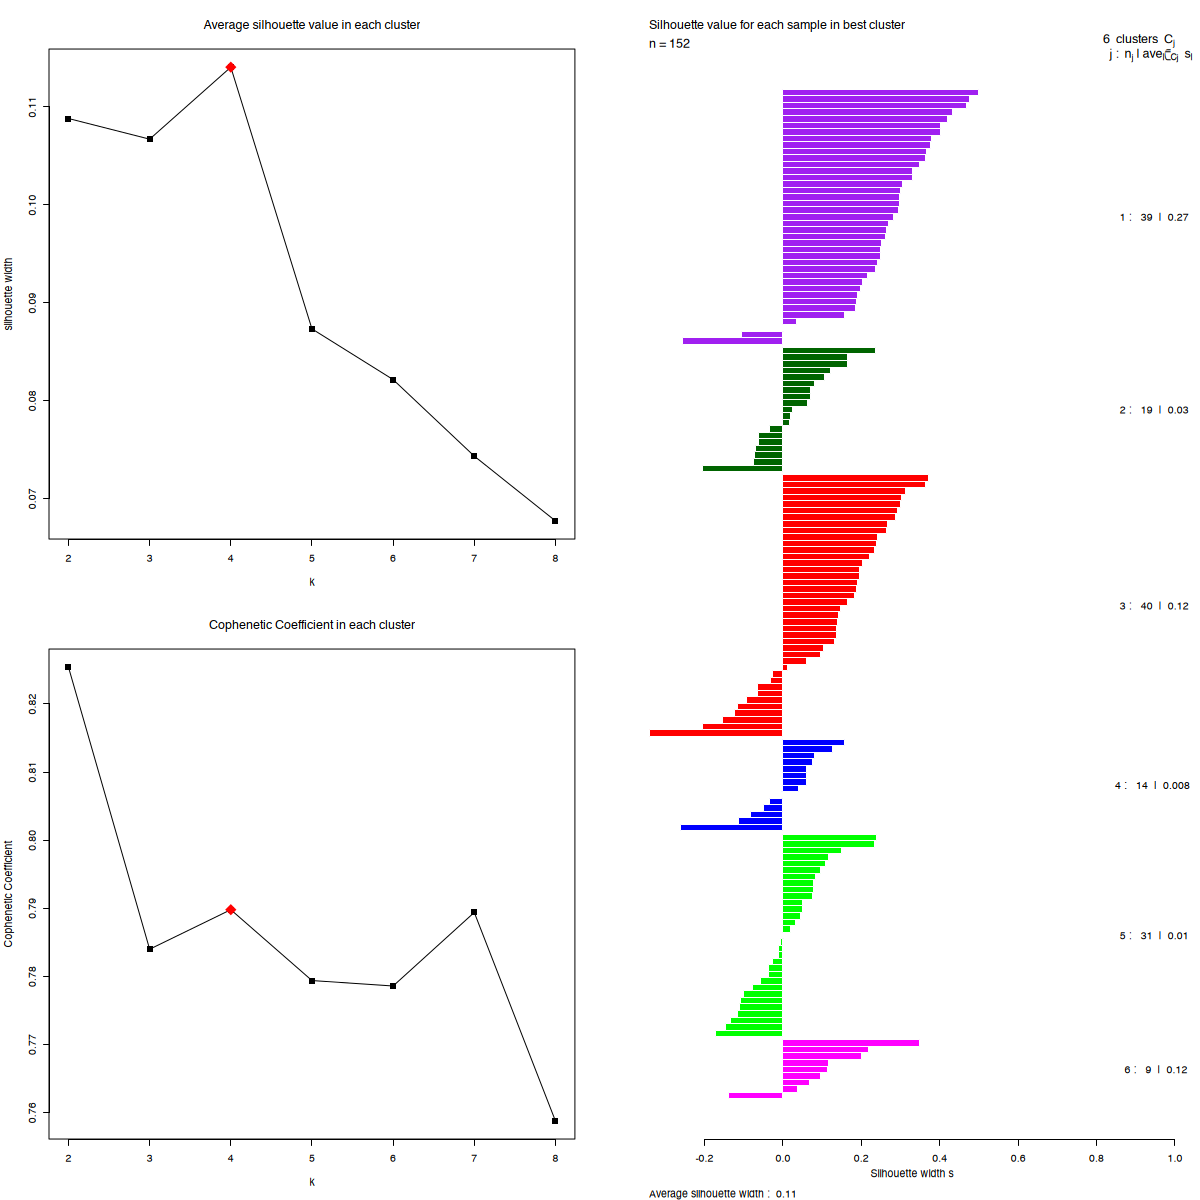 Average silhouette value in each cluster
0.11
0.10
0.09
0.08
0.07
silhouette width
2 3 4 5 6 7 8
k
Cophenetic Coefficient in each cluster
0.82
0.81
0.80
0.79
0.78
0.77
0.76
Cophenetic Coefficient
2 3 4 5 6 7 8
k
Silhouette value for each sample in best cluster
n = 152
6 clusters Cj
j : nj | ave i∈Cj si
1 : 39 | 0.27
2 : 19 | 0.03
3 : 40 | 0.12
4 : 14 | 0.008
5 : 31 | 0.01
6 : 9 | 0.12
-0.2 0.0 0.2 0.4 0.6 0.8 1.0
Silhouette width s
Average silhouette width : 0.11